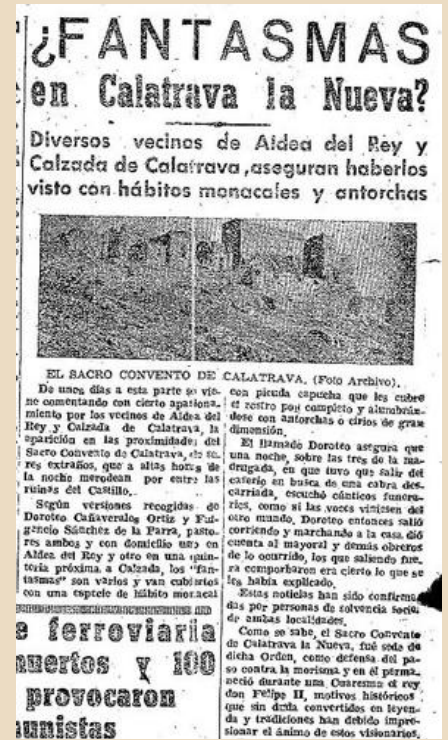 ¿FANTASMAS
en Calatrava la Nueva?
Diversos vecinos de Aldea del Rey y
Calzada de Calatrava, aseguran haberlos
visto con hábitos monacales y antorchas
EL SACRO CONVENTO DE CALATRAVA. (Foto Archivo).
De unos días a esta parte se vie-
ne comentando con cierto apasiona-
miento por los vecinos de Aldea del
Rey y Calzada de Calatrava, la
aparición en las proximidades del
Sacro Convento de Calatrava, de se-
res extraños, que a altas horas de
la noche merodean por entre las
ruinas del Castillo.
Según versiones recogidas de
Doroteo Cañaverales Ortiz y Ful-
gencio Sánchez de la Parra, pasto-
res ambos y con domicilio uno en
Aldea del Rey y otro en una quin-
tería próxima a Calzada, los "fan-
tasmas" son varios y van cubiertos
con una especie de hábito monacal
con picuda capucha que les cubre
el rostro por completo y alumbrán-
dose con antorchas o cirios de gran
dimensión.
El llamado Doroteo asegura que
una noche, sobre las tres de la ma-
drugada, en que tuvo que salir del
caserío en busca de una cabra des-
carriada, escuchó cánticos funera-
rios, como si las voces viniesen del
otro mundo. Doroteo entonces salió
corriendo y marchando a la casa dió
cuenta al mayoral y demás obreros
de lo ocurrido, los que saliendo fue-
ra comporbaron era cierto lo que se
les había explicado.
Estas noticias han sido confirma-
das por personas de solvencia social
de ambas localidades.
Como se sabe, el Sacro Convento
de Calatrava la Nueva, fué sede de
dicha Orden, como defensa del pa-
so contra la morisma y en él perma-
neció durante una Cuaresma el rey
don Felipe II, motivos históricos
que sin duda convertidos en leyen-
da y tradiciones han debido impre-
sionar el ánimo de estos visionarios.
e ferroviaria
muertos y 100
provocaron
munistas